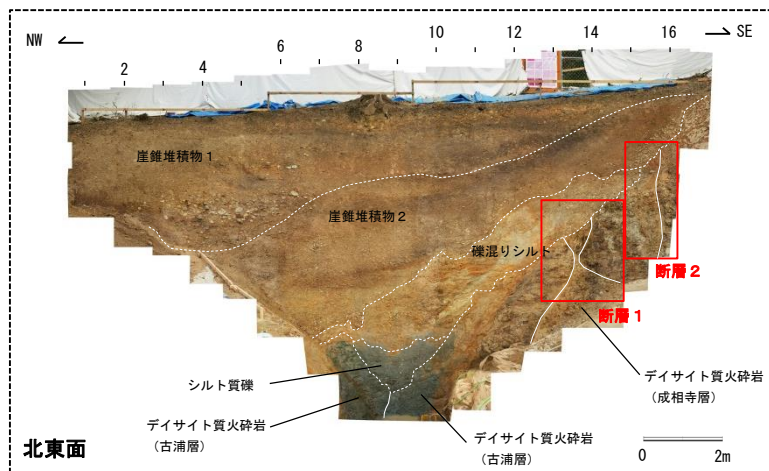 NW
SE
2
4
6
8
10
12
14
16
崖錐堆積物1
崖錐堆積物2
礫混りシルト
断層2
断層1
シルト質礫
デイサイト質火砕岩
(古浦層)
デイサイト質火砕岩
(古浦層)
デイサイト質火砕岩
(成相寺層)
北東面
0
2m